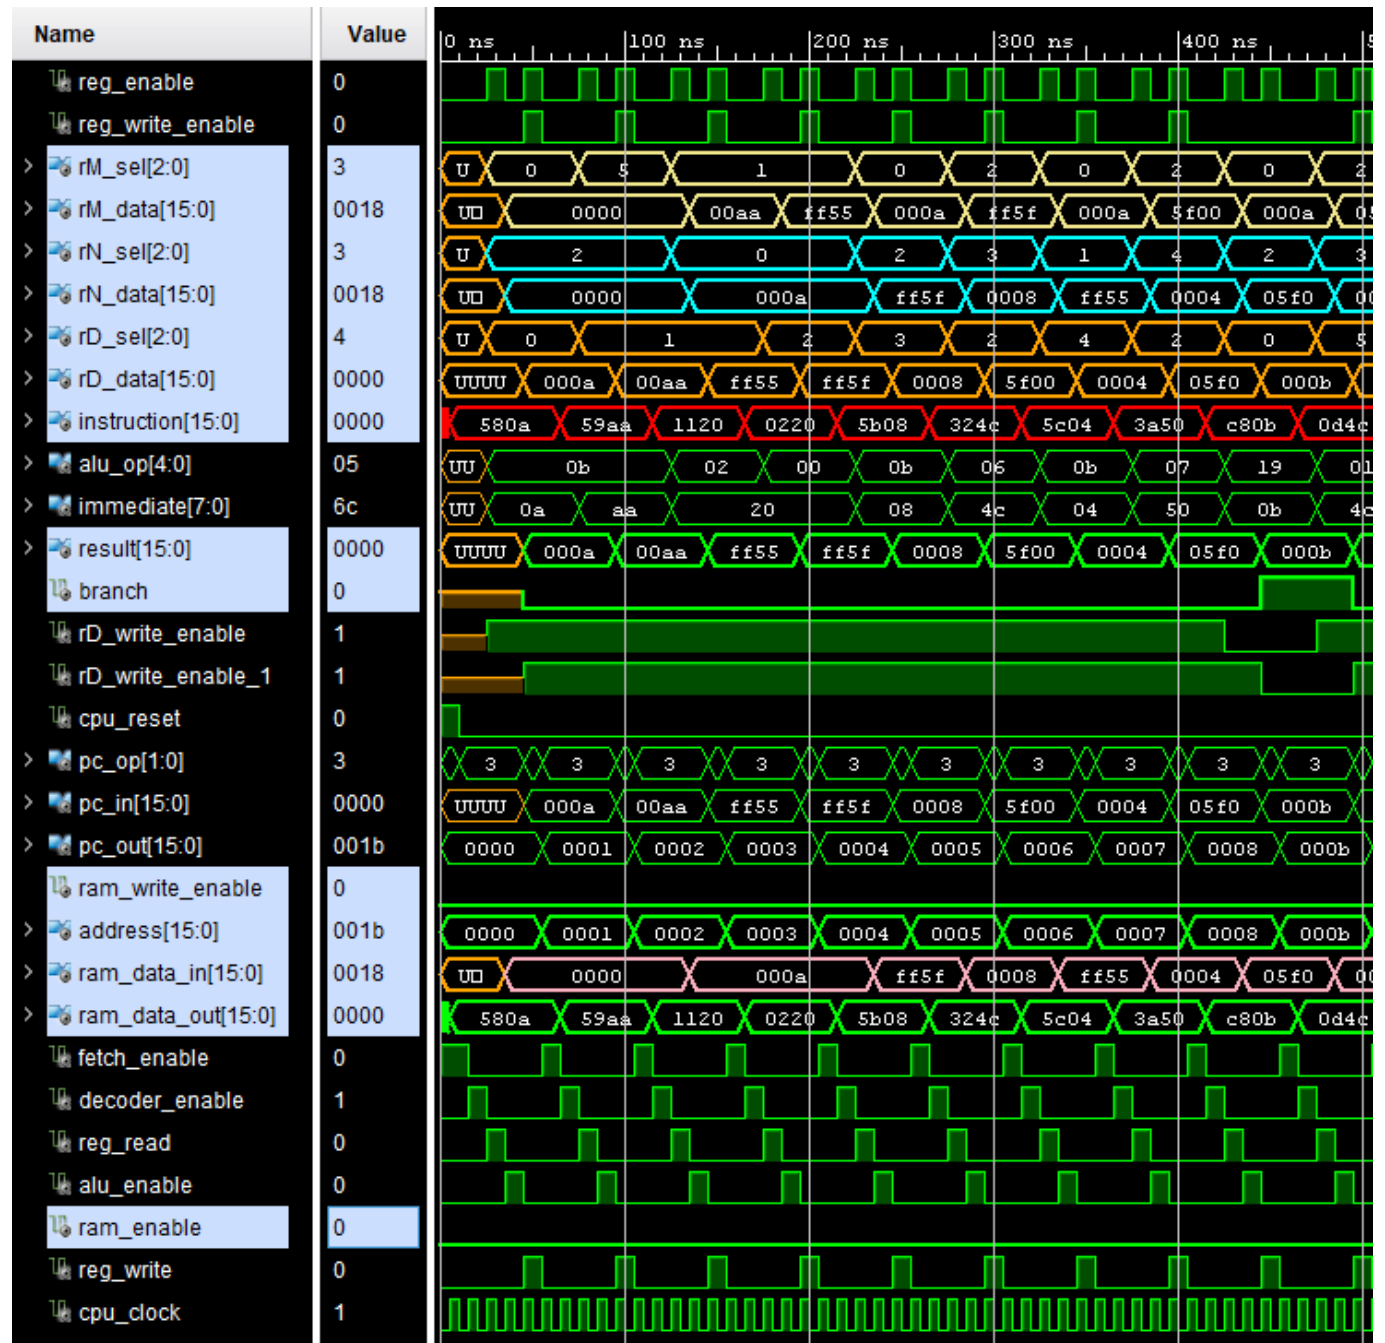 Name Value 0 ns 100 ns 200 ns 300 ns 400 ns 5
reg_enable 0
reg_write_enable 0
> rM_sel[2:0] 3 U 0 5 1 0 2 0 2 0 2
> rM_data[15:0] 0018 U□ 0000 00aa ff55 000a ff5f 000a 5f00 000a 05
> rN_sel[2:0] 3 U 2 0 2 3 1 4 2 3
> rN_data[15:0] 0018 U□ 0000 000a ff5f 0008 ff55 0004 05f0 00
> rD_sel[2:0] 4 U 0 1 2 3 2 4 2 0 5
> rD_data[15:0] 0000 UUUU 000a 00aa ff55 ff5f 0008 5f00 0004 05f0 000b
> instruction[15:0] 0000 580a 59aa 1120 0220 5b08 324c 5c04 3a50 c80b 0d4c
> alu_op[4:0] 05 UU 0b 02 00 0b 06 0b 07 19 01
> immediate[7:0] 6c UU 0a aa 20 08 4c 04 50 0b 4c
> result[15:0] 0000 UUUU 000a 00aa ff55 ff5f 0008 5f00 0004 05f0 000b
branch 0
rD_write_enable 1
rD_write_enable_1 1
cpu_reset 0
> pc_op[1:0] 3 3 3 3 3 3 3 3 3 3 3
> pc_in[15:0] 0000 UUUU 000a 00aa ff55 ff5f 0008 5f00 0004 05f0 000b
> pc_out[15:0] 001b 0000 0001 0002 0003 0004 0005 0006 0007 0008 000b
ram_write_enable 0
> address[15:0] 001b 0000 0001 0002 0003 0004 0005 0006 0007 0008 000b
> ram_data_in[15:0] 0018 U□ 0000 000a ff5f 0008 ff55 0004 05f0 00
> ram_data_out[15:0] 0000 580a 59aa 1120 0220 5b08 324c 5c04 3a50 c80b 0d4c
fetch_enable 0
decoder_enable 1
reg_read 0
alu_enable 0
ram_enable 0
reg_write 0
cpu_clock 1